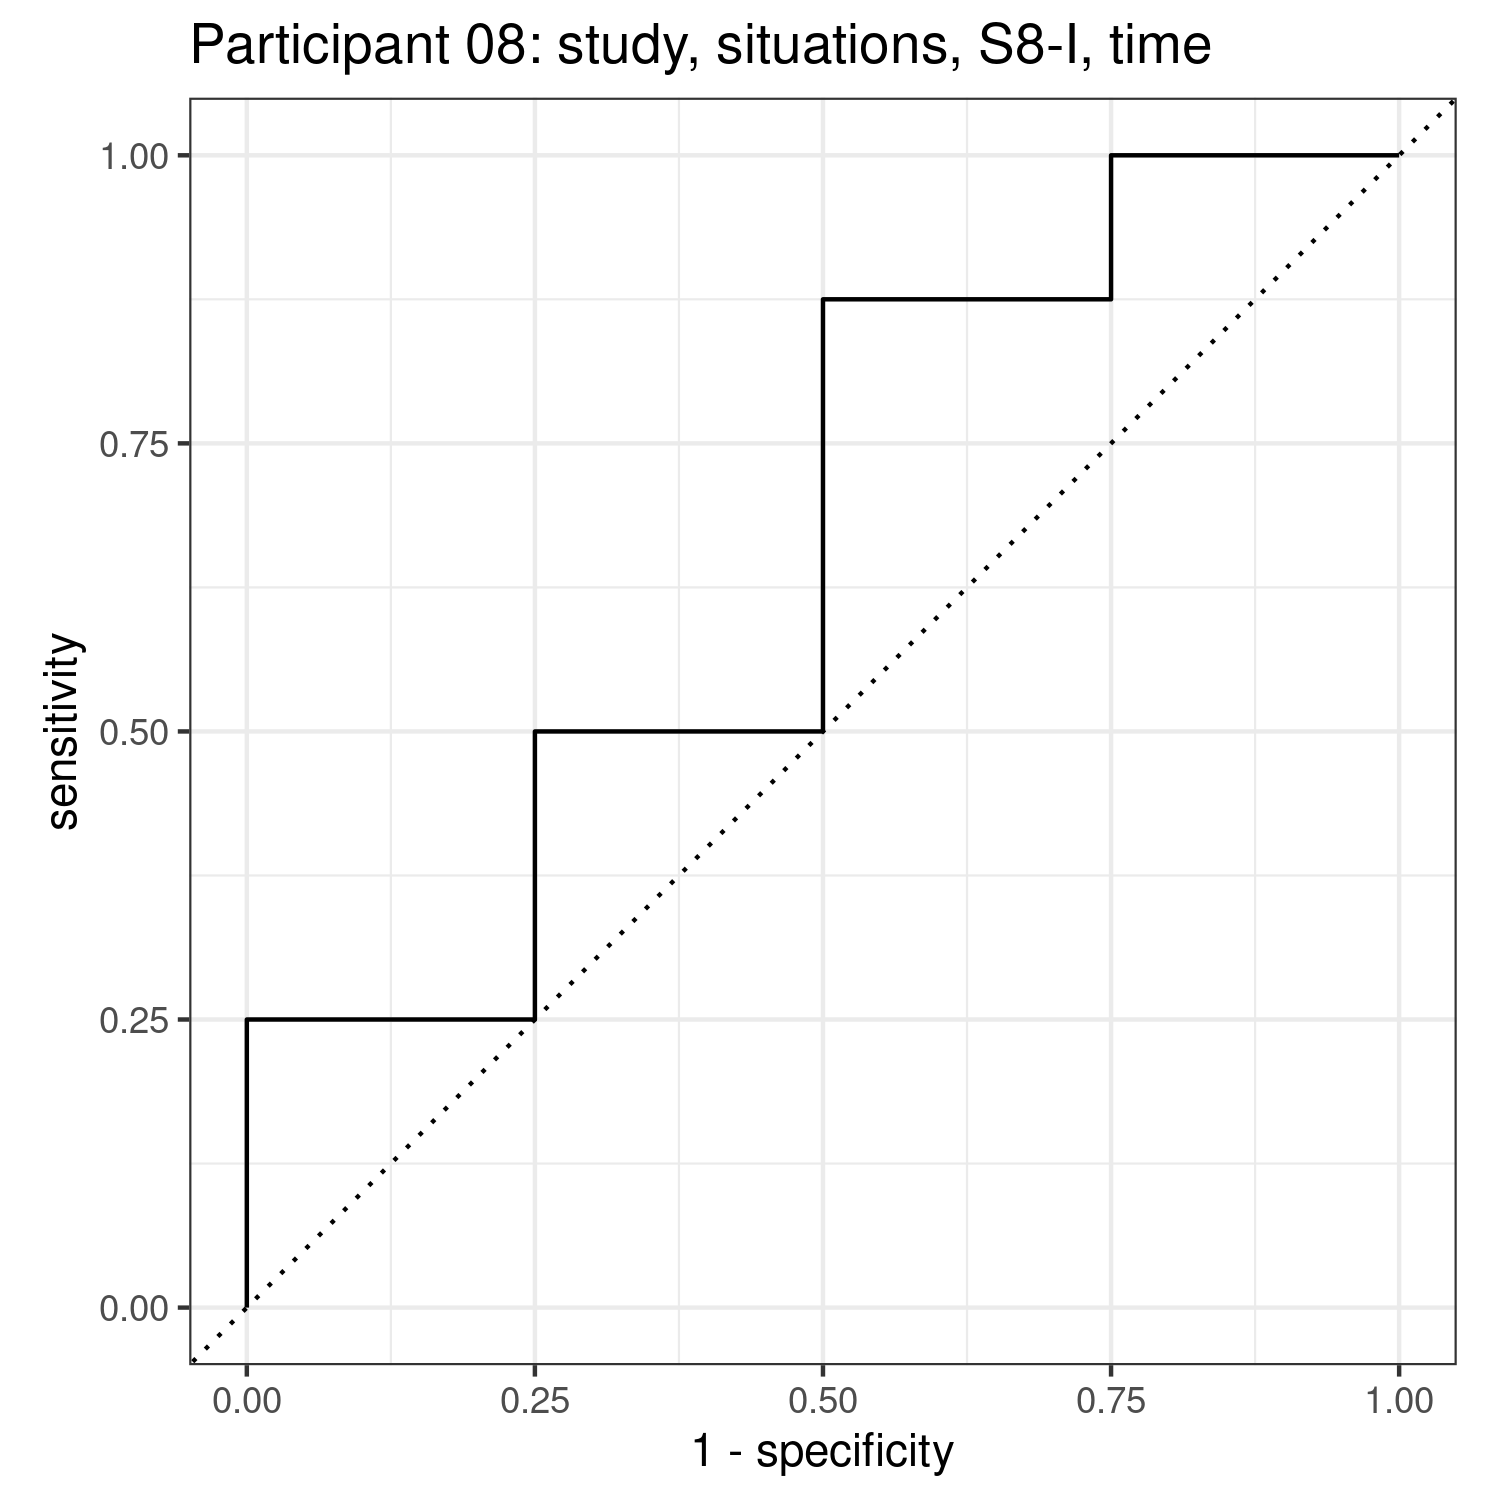 Participant 08: study, situations, S8-I, time
1.00
0.75
0.50
0.25
0.00
sensitivity
0.00 0.25 0.50 0.75 1.00
1 - specificity